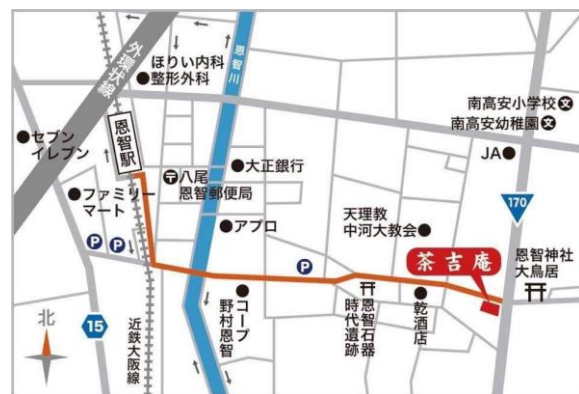 外環状線
ほりい内科
整形外科
恩智川
南高安小学校 文
南高安幼稚園 文
セブン
イレブン
恩智駅
JA
大正銀行
〒八尾
恩智郵便局
ファミリー
マート
170
天理教
中河大教会
アプロ
P P
P
茶吉庵
恩智神社
大鳥居
北
15
近鉄大阪線
コープ
野村恩智
恩智石器
時代遺跡
乾酒店